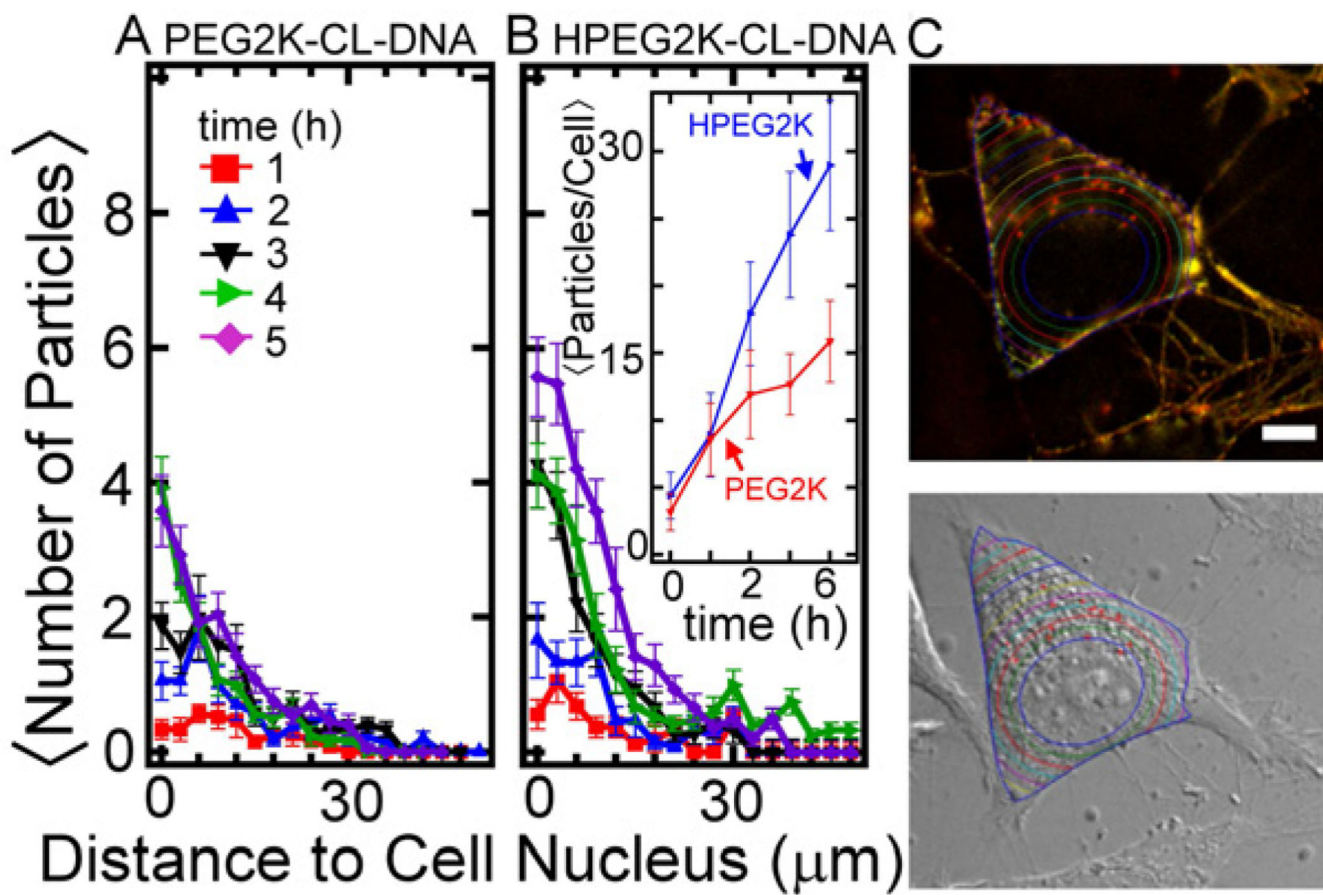 A PEG2K-CL-DNA
B HPEG2K-CL-DNA
C
⟨Number of Particles⟩
8
6
4
2
0
time (h)
1
2
3
4
5
0
30
⟨Particles/Cell⟩
30
15
0
HPEG2K
PEG2K
0
1
2
2
6
time (h)
0
30
Distance to Cell Nucleus (μm)